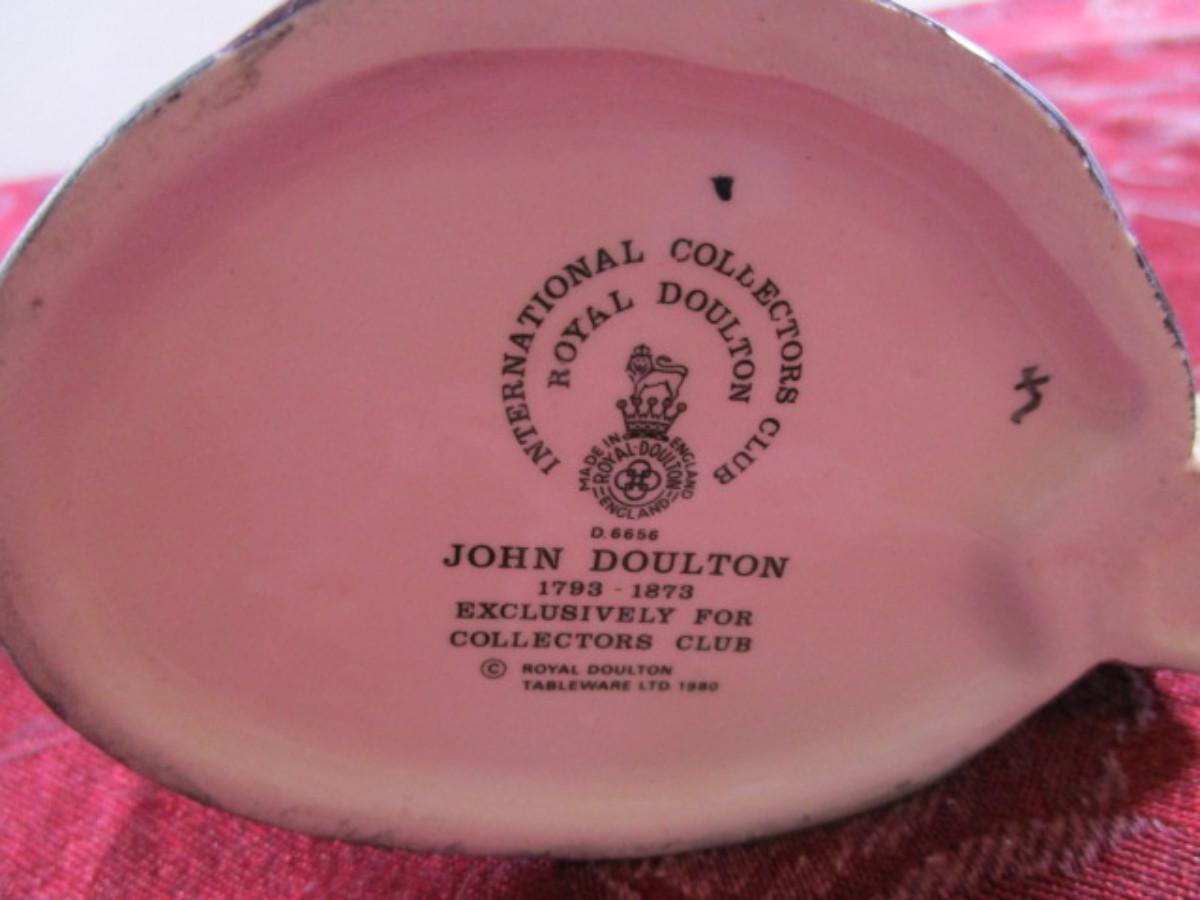 INTERNATIONAL COLLECTORS CLUB
ROYAL DOULTON
MADE IN ENGLAND
ROYAL·DOULTON
ENGLAND
D.6656
JOHN DOULTON
1793 - 1873
EXCLUSIVELY FOR
COLLECTORS CLUB
© ROYAL DOULTON
TABLEWARE LTD. 1980